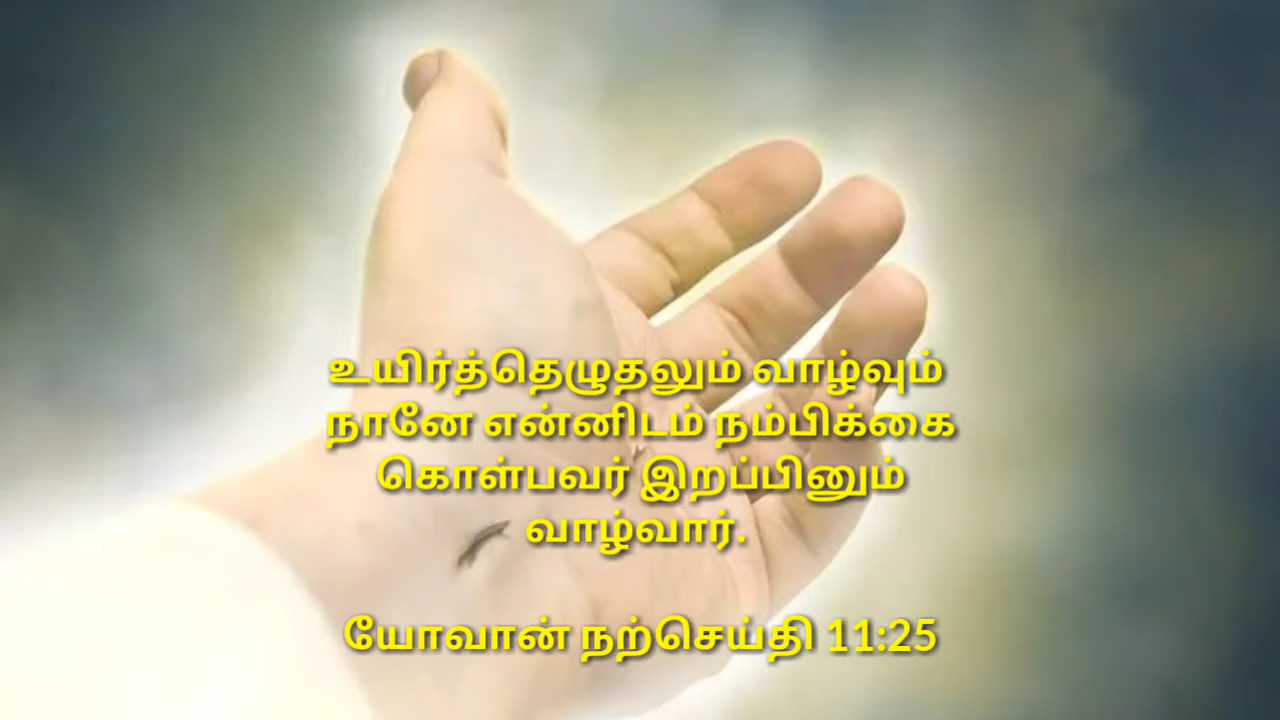 உயிர்த்தெழுதலும் வாழ்வும்
நானே என்னிடம் நம்பிக்கை
கொள்பவர் இறப்பினும்
வாழ்வார்.
யோவான் நற்செய்தி 11:25